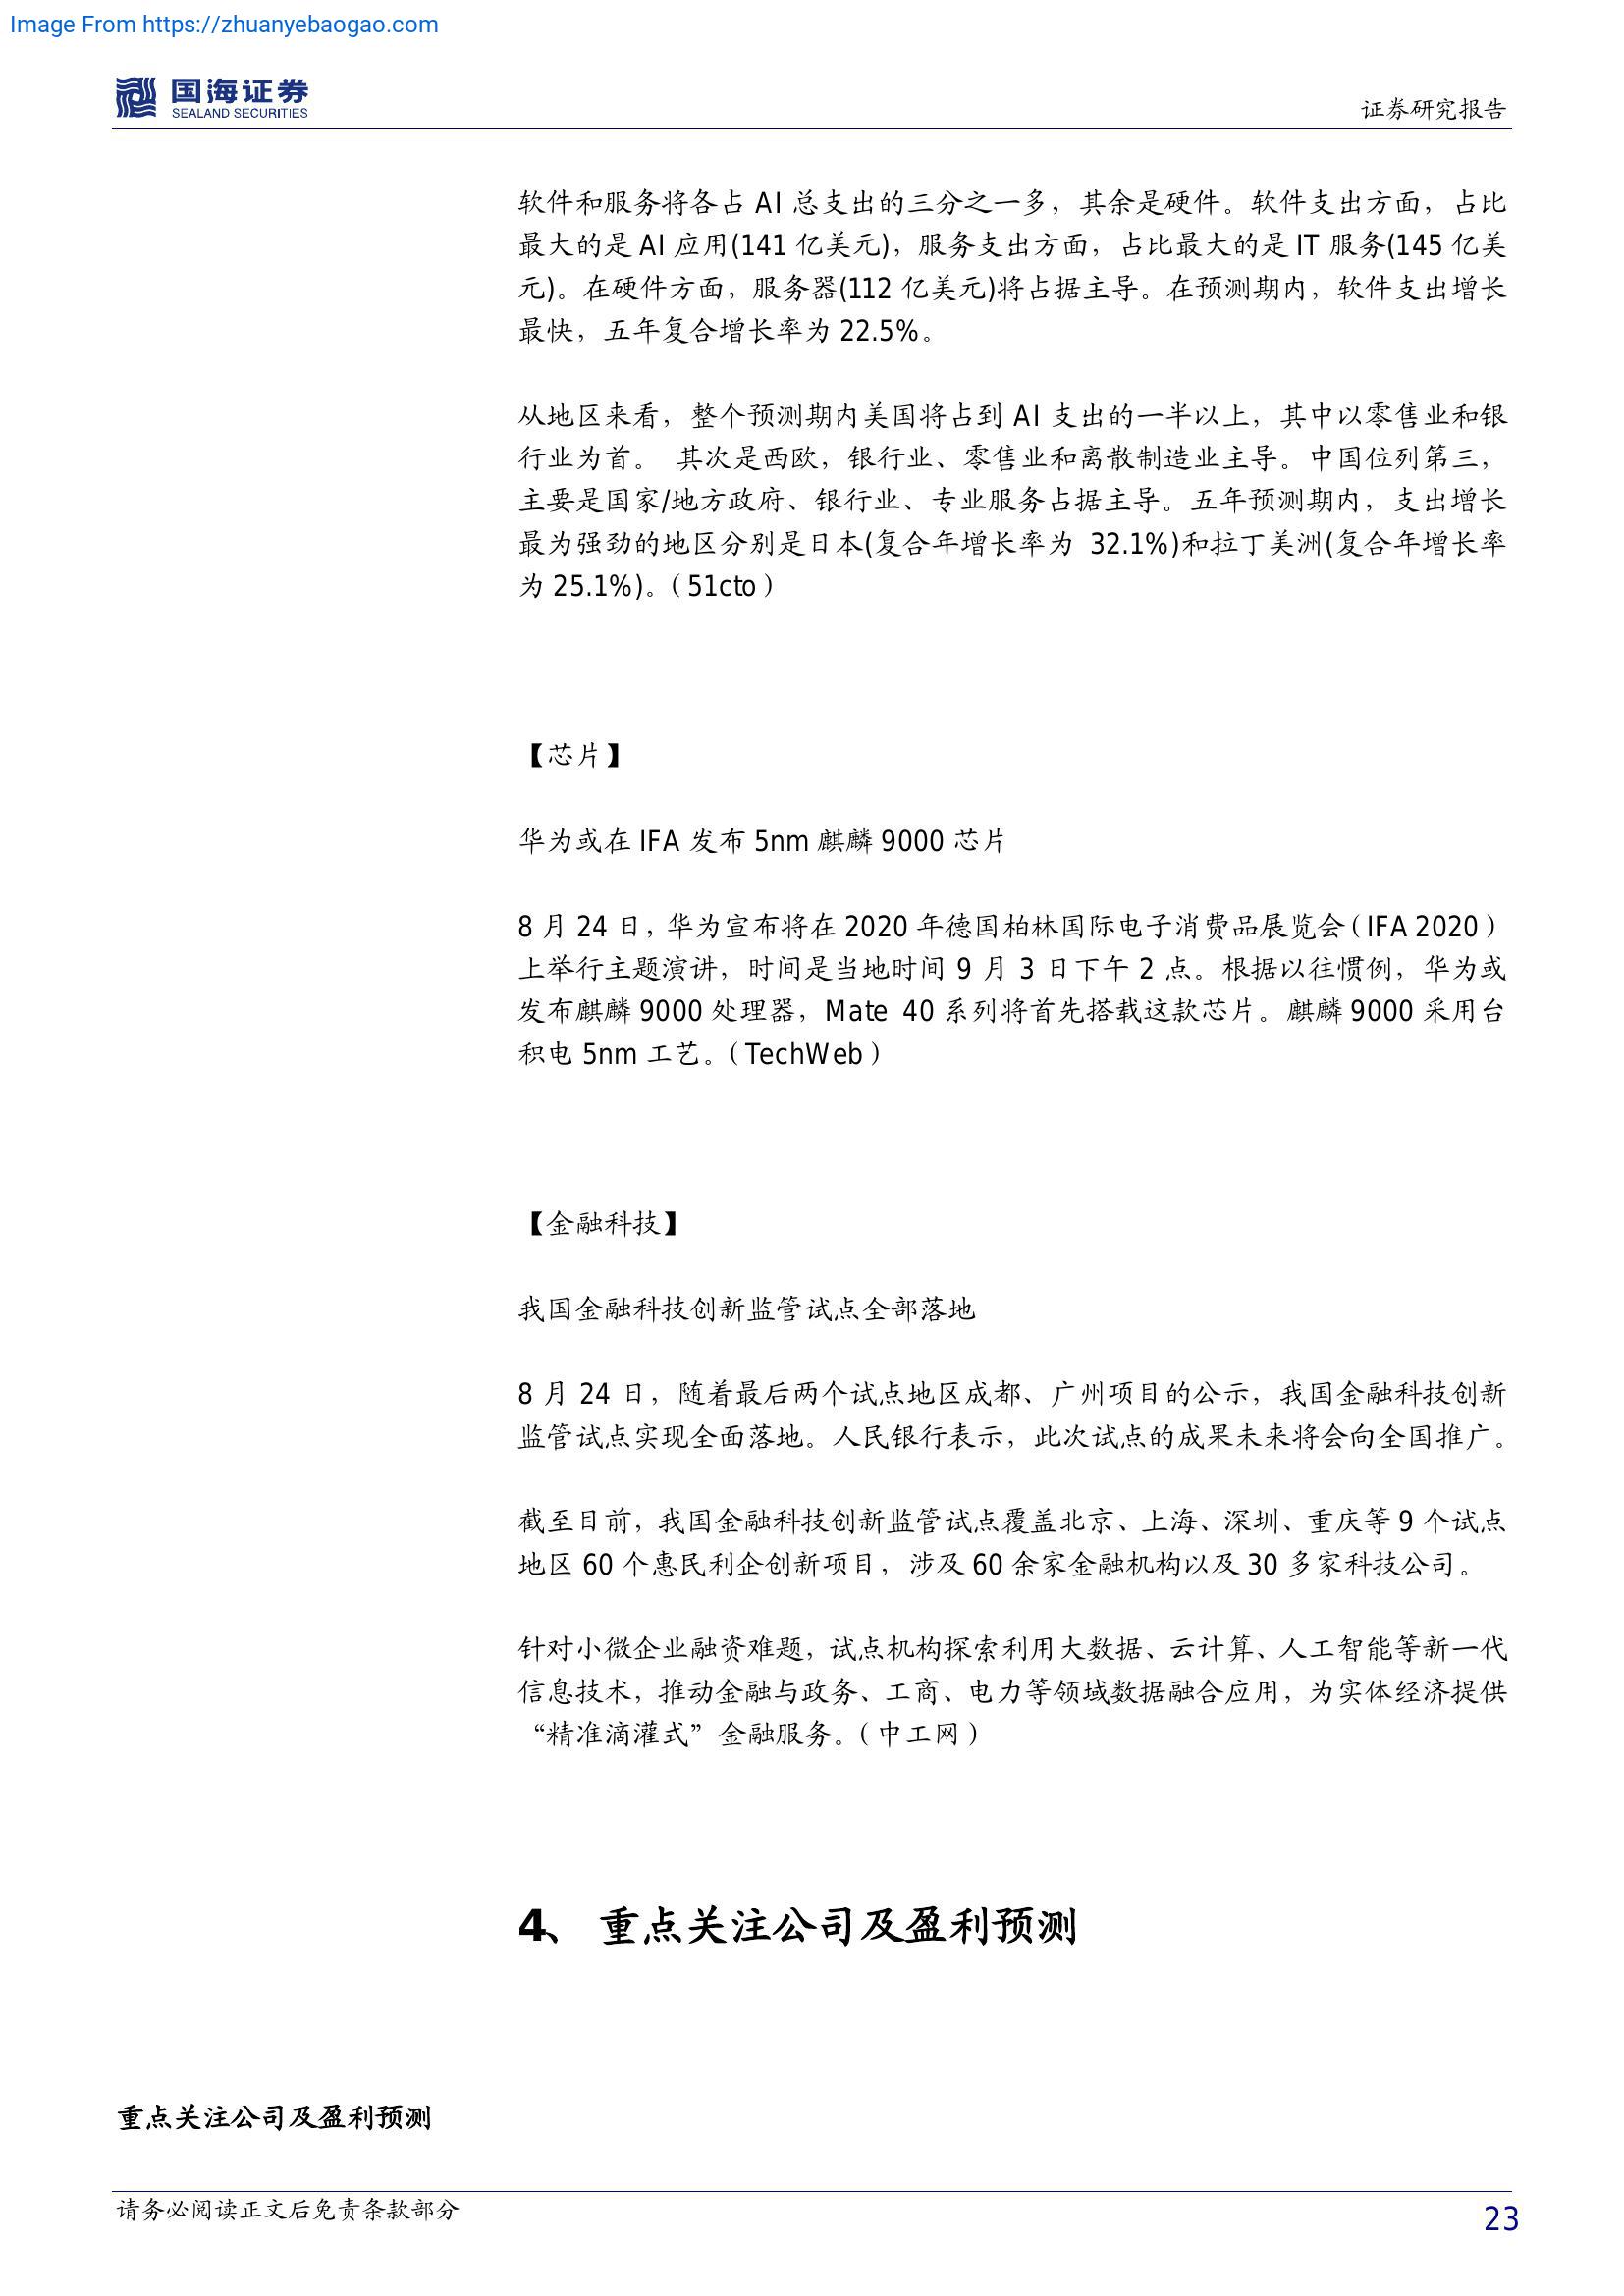 Image From https://zhuanyebaogao.com
国海证券
SEALAND SECURITIES
证券研究报告
软件和服务将各占 AI 总支出的三分之一多，其余是硬件。软件支出方面，占比
最大的是 AI 应用(141 亿美元)，服务支出方面，占比最大的是 IT 服务(145 亿美
元)。在硬件方面，服务器(112 亿美元)将占据主导。在预测期内，软件支出增长
最快，五年复合增长率为 22.5%。
从地区来看，整个预测期内美国将占到 AI 支出的一半以上，其中以零售业和银
行业为首。 其次是西欧，银行业、零售业和离散制造业主导。中国位列第三，
主要是国家/地方政府、银行业、专业服务占据主导。五年预测期内，支出增长
最为强劲的地区分别是日本(复合年增长率为 32.1%)和拉丁美洲(复合年增长率
为 25.1%)。（51cto）
【芯片】
华为或在 IFA 发布 5nm 麒麟 9000 芯片
8 月 24 日，华为宣布将在 2020 年德国柏林国际电子消费品展览会（IFA 2020）
上举行主题演讲，时间是当地时间 9 月 3 日下午 2 点。根据以往惯例，华为或
发布麒麟 9000 处理器，Mate 40 系列将首先搭载这款芯片。麒麟 9000 采用台
积电 5nm 工艺。（TechWeb）
【金融科技】
我国金融科技创新监管试点全部落地
8 月 24 日，随着最后两个试点地区成都、广州项目的公示，我国金融科技创新
监管试点实现全面落地。人民银行表示，此次试点的成果未来将会向全国推广。
截至目前，我国金融科技创新监管试点覆盖北京、上海、深圳、重庆等 9 个试点
地区 60 个惠民利企创新项目，涉及 60 余家金融机构以及 30 多家科技公司。
针对小微企业融资难题，试点机构探索利用大数据、云计算、人工智能等新一代
信息技术，推动金融与政务、工商、电力等领域数据融合应用，为实体经济提供
“精准滴灌式”金融服务。（中工网）
4、 重点关注公司及盈利预测
重点关注公司及盈利预测
请务必阅读正文后免责条款部分
23